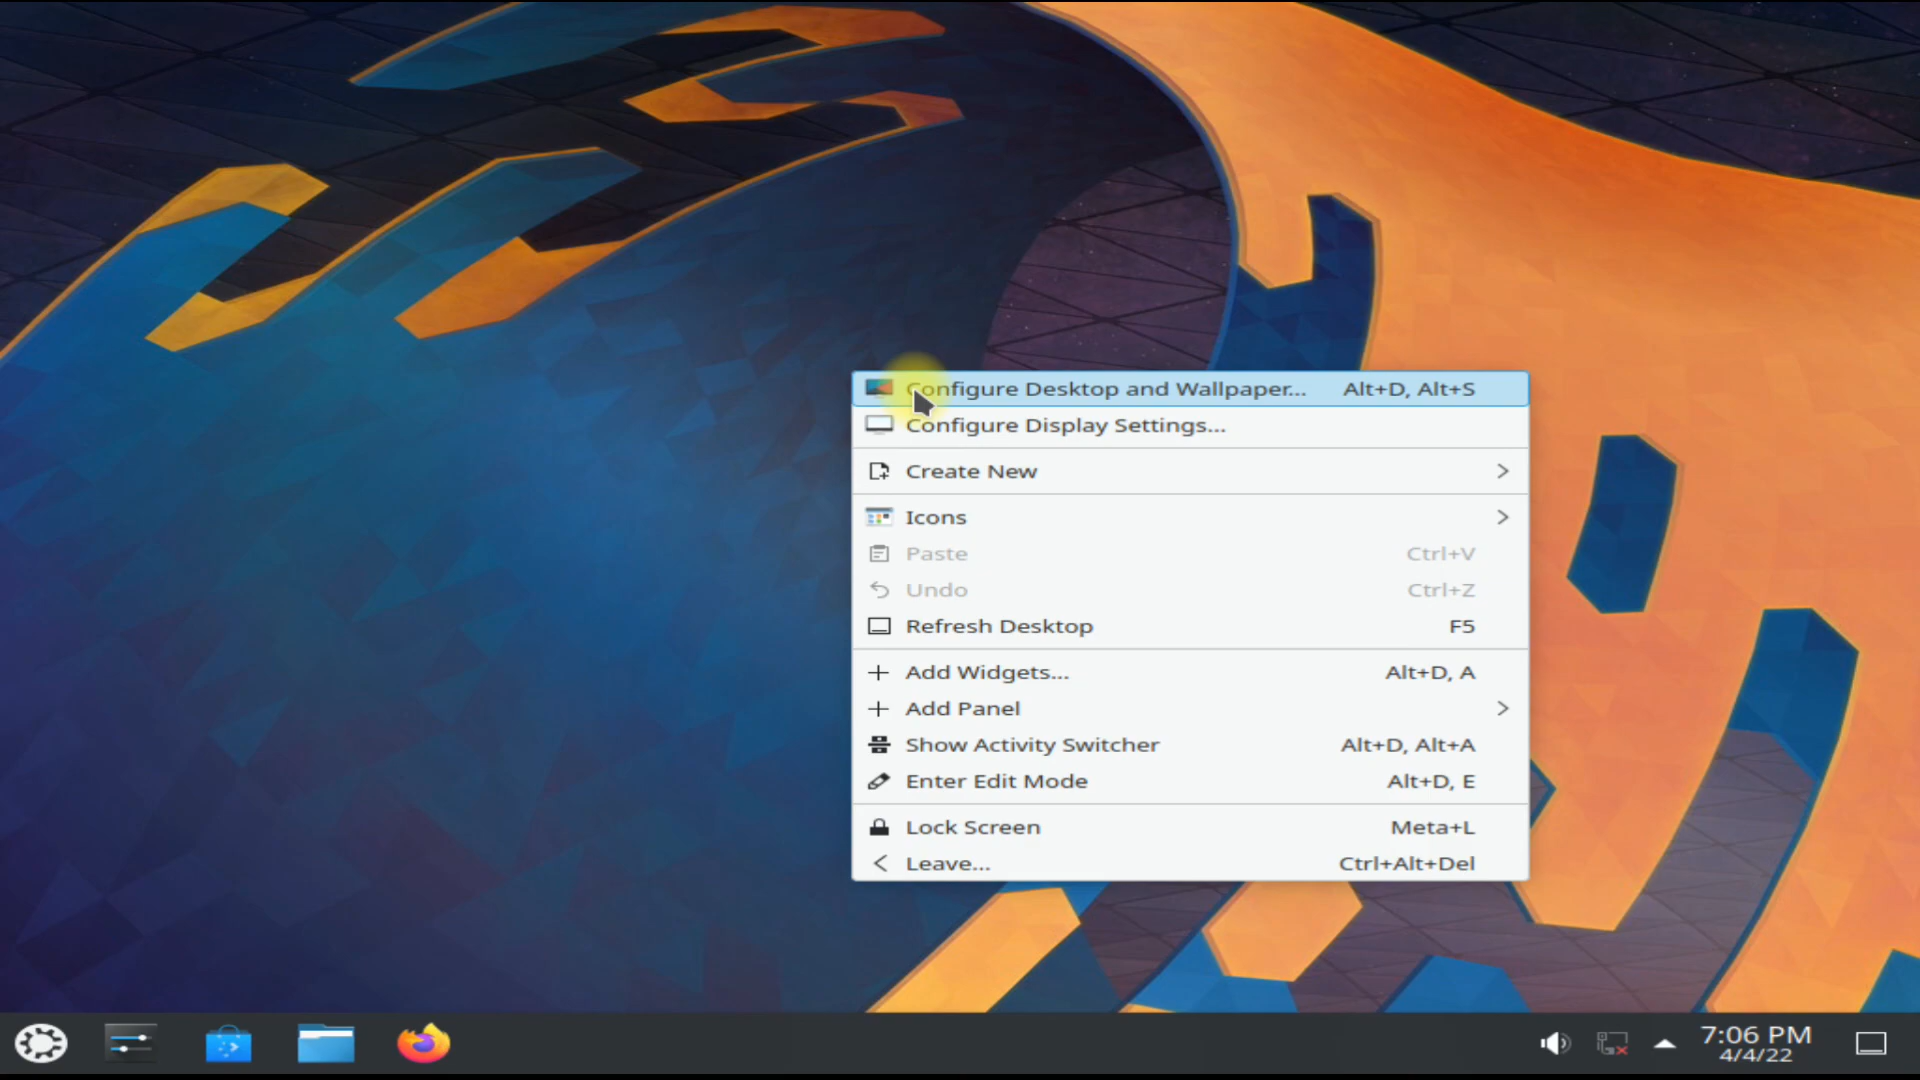 Configure Desktop and Wallpaper... Alt+D, Alt+S
Configure Display Settings...
Create New
Icons
Paste Ctrl+V
Undo Ctrl+Z
Refresh Desktop F5
Add Widgets... Alt+D, A
Add Panel
Show Activity Switcher Alt+D, Alt+A
Enter Edit Mode Alt+D, E
Lock Screen Meta+L
Leave... Ctrl+Alt+Del
7:06 PM
4/4/22